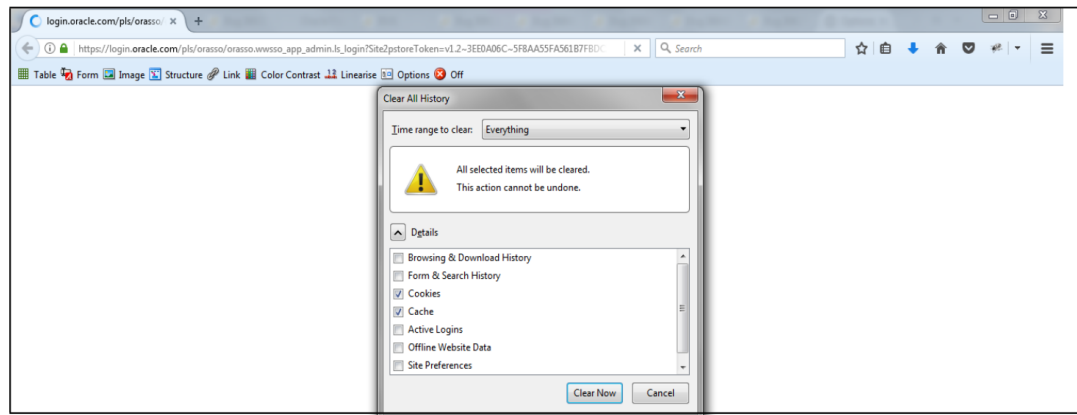 login.oracle.com/pls/orasso/ × +
https://login.oracle.com/pls/orasso/orasso.wwsso_app_admin.ls_login?Site2pstoreToken=v1.2~3EE0A06C~5F8AA55FA561B7FBDC Search
Table Form Image Structure Link Color Contrast Linearise Options Off
Clear All History
Time range to clear: Everything
All selected items will be cleared.
This action cannot be undone.
Details
Browsing & Download History
Form & Search History
Cookies
Cache
Active Logins
Offline Website Data
Site Preferences
Clear Now Cancel